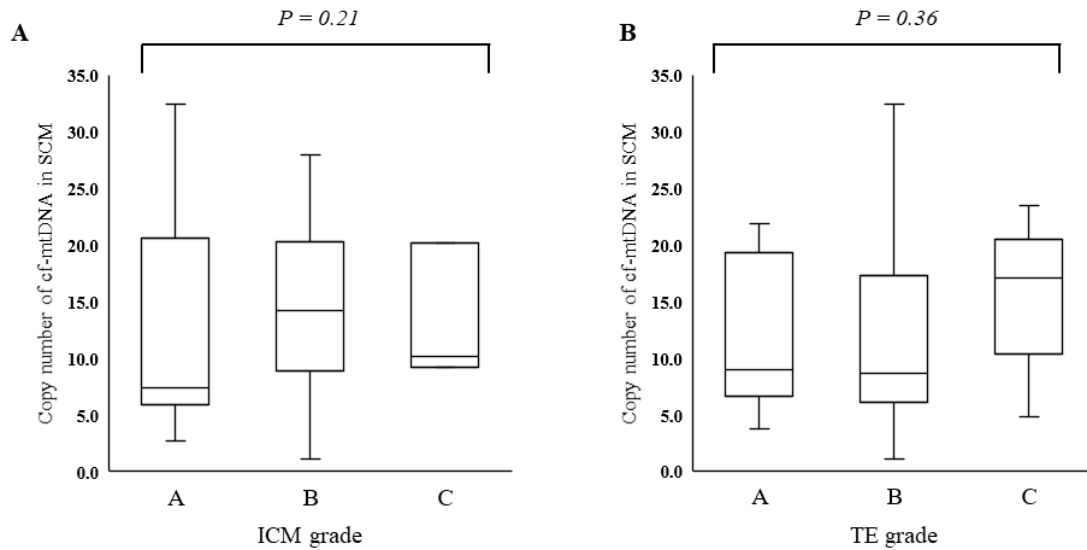 A
P = 0.21
Copy number of cf-mtDNA in SCM
35.0
30.0
25.0
20.0
15.0
10.0
5.0
0.0
A B C
ICM grade
B
P = 0.36
Copy number of cf-mtDNA in SCM
35.0
30.0
25.0
20.0
15.0
10.0
5.0
0.0
A B C
TE grade